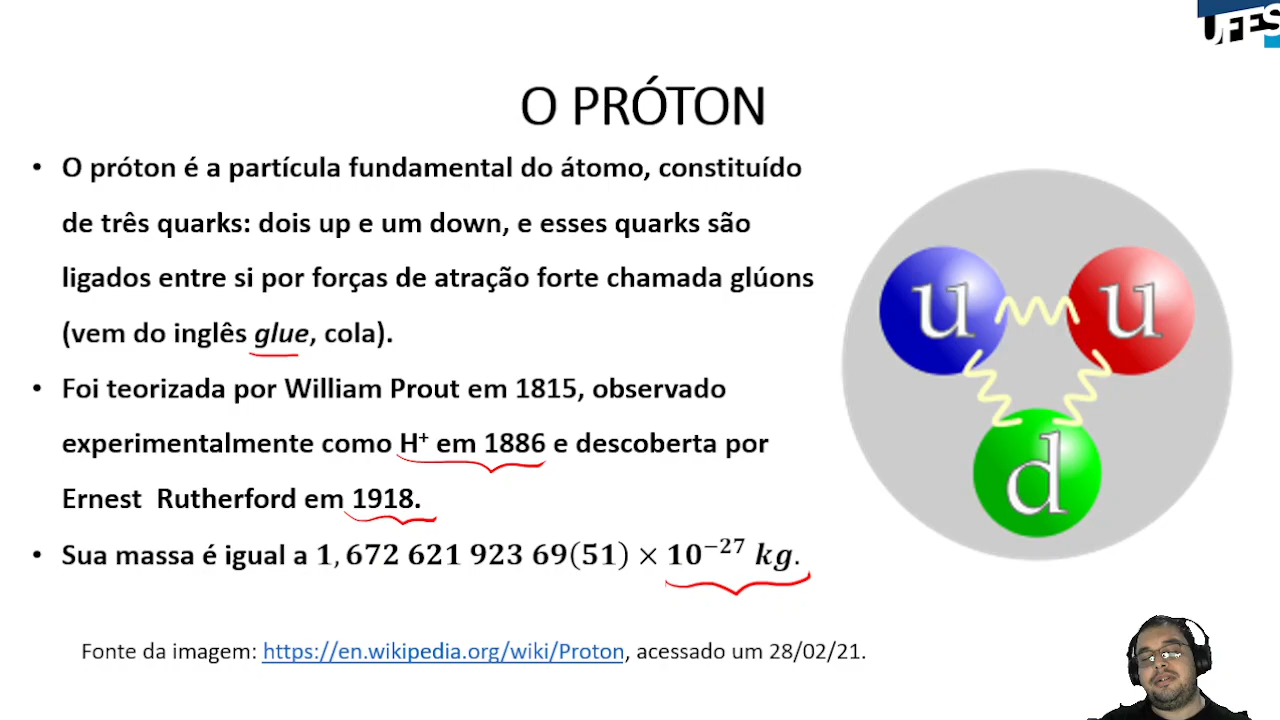 UFES
O PRÓTON
• O próton é a partícula fundamental do átomo, constituído
de três quarks: dois up e um down, e esses quarks são
ligados entre si por forças de atração forte chamada glúons
(vem do inglês glue, cola).
• Foi teorizada por William Prout em 1815, observado
experimentalmente como H⁺ em 1886 e descoberta por
Ernest Rutherford em 1918.
• Sua massa é igual a 1,672 621 923 69(51) × 10⁻²⁷ kg.
u u
d
Fonte da imagem: https://en.wikipedia.org/wiki/Proton, acessado um 28/02/21.